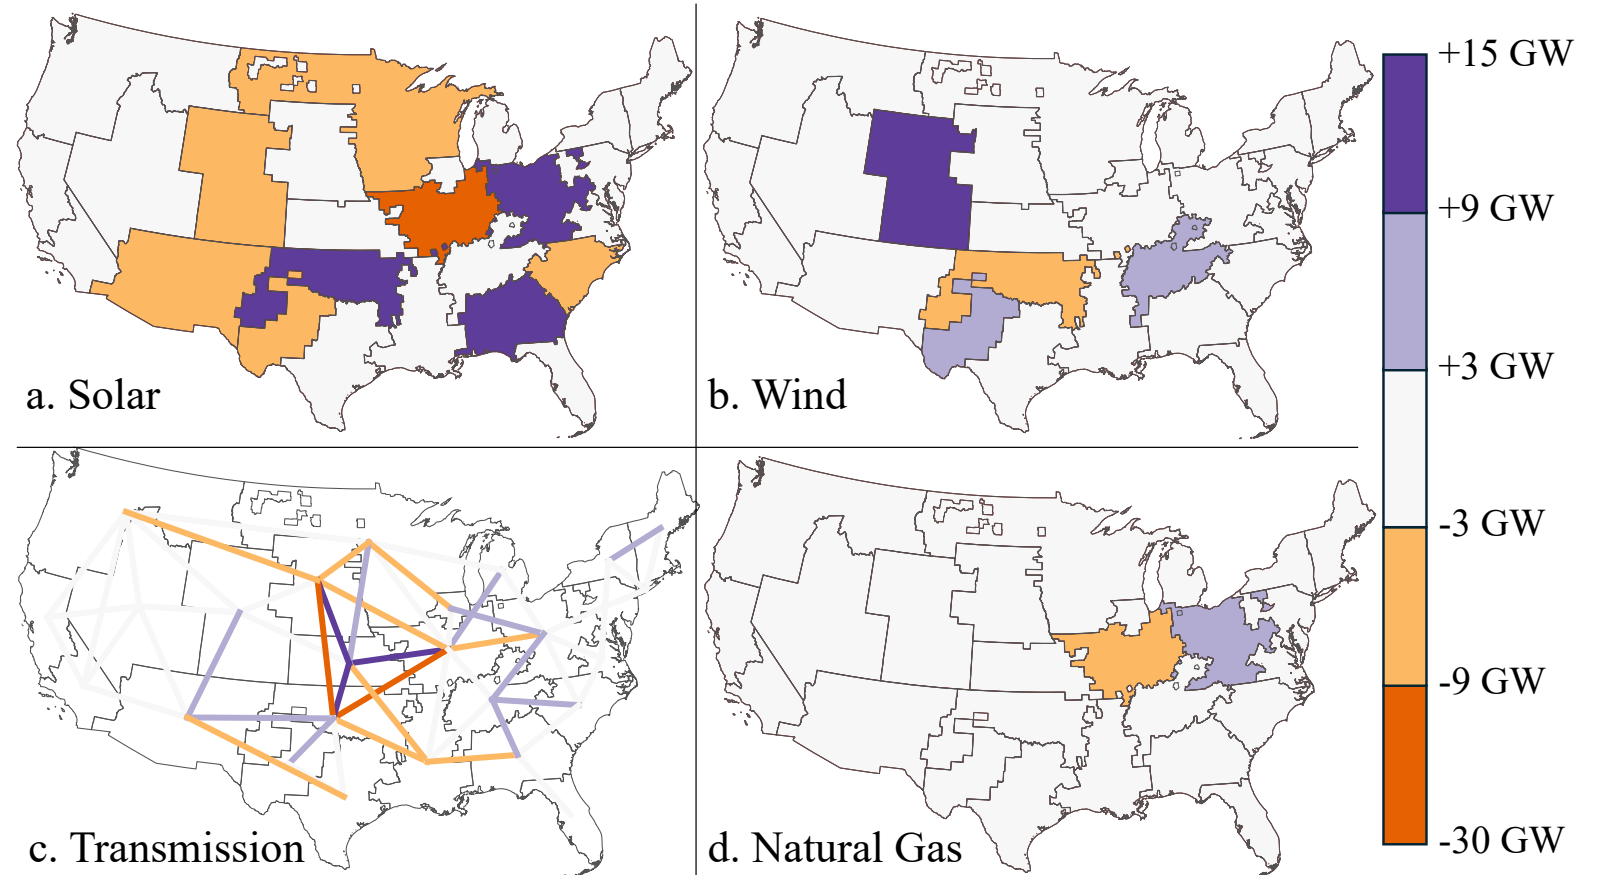 a. Solar
b. Wind
c. Transmission
d. Natural Gas
+15 GW
+9 GW
+3 GW
-3 GW
-9 GW
-30 GW